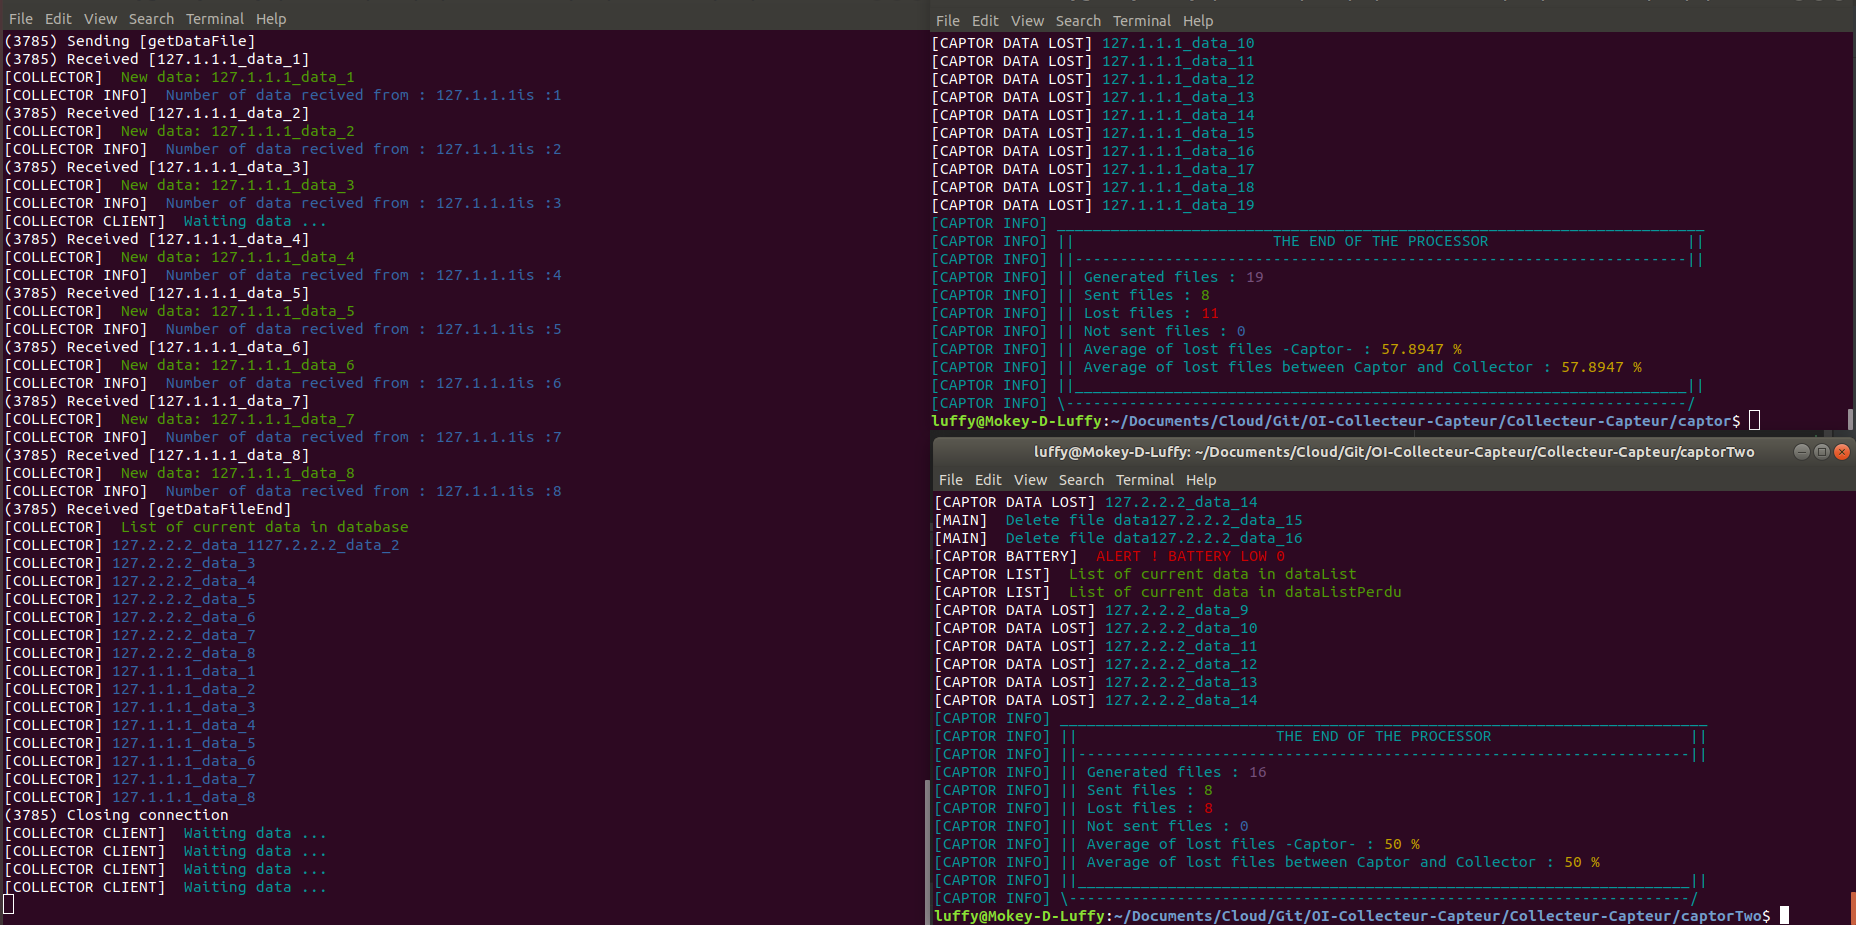 File Edit View Search Terminal Help
(3785) Sending [getDataFile]
(3785) Received [127.1.1.1_data_1]
[COLLECTOR]  New data: 127.1.1.1_data_1
[COLLECTOR INFO]  Number of data recived from : 127.1.1.1is :1
(3785) Received [127.1.1.1_data_2]
[COLLECTOR]  New data: 127.1.1.1_data_2
[COLLECTOR INFO]  Number of data recived from : 127.1.1.1is :2
(3785) Received [127.1.1.1_data_3]
[COLLECTOR]  New data: 127.1.1.1_data_3
[COLLECTOR INFO]  Number of data recived from : 127.1.1.1is :3
[COLLECTOR CLIENT]  Waiting data ...
(3785) Received [127.1.1.1_data_4]
[COLLECTOR]  New data: 127.1.1.1_data_4
[COLLECTOR INFO]  Number of data recived from : 127.1.1.1is :4
(3785) Received [127.1.1.1_data_5]
[COLLECTOR]  New data: 127.1.1.1_data_5
[COLLECTOR INFO]  Number of data recived from : 127.1.1.1is :5
(3785) Received [127.1.1.1_data_6]
[COLLECTOR]  New data: 127.1.1.1_data_6
[COLLECTOR INFO]  Number of data recived from : 127.1.1.1is :6
(3785) Received [127.1.1.1_data_7]
[COLLECTOR]  New data: 127.1.1.1_data_7
[COLLECTOR INFO]  Number of data recived from : 127.1.1.1is :7
(3785) Received [127.1.1.1_data_8]
[COLLECTOR]  New data: 127.1.1.1_data_8
[COLLECTOR INFO]  Number of data recived from : 127.1.1.1is :8
(3785) Received [getDataFileEnd]
[COLLECTOR]  List of current data in database
[COLLECTOR] 127.2.2.2_data_1127.2.2.2_data_2
[COLLECTOR] 127.2.2.2_data_3
[COLLECTOR] 127.2.2.2_data_4
[COLLECTOR] 127.2.2.2_data_5
[COLLECTOR] 127.2.2.2_data_6
[COLLECTOR] 127.2.2.2_data_7
[COLLECTOR] 127.2.2.2_data_8
[COLLECTOR] 127.1.1.1_data_1
[COLLECTOR] 127.1.1.1_data_2
[COLLECTOR] 127.1.1.1_data_3
[COLLECTOR] 127.1.1.1_data_4
[COLLECTOR] 127.1.1.1_data_5
[COLLECTOR] 127.1.1.1_data_6
[COLLECTOR] 127.1.1.1_data_7
[COLLECTOR] 127.1.1.1_data_8
(3785) Closing connection
[COLLECTOR CLIENT]  Waiting data ...
[COLLECTOR CLIENT]  Waiting data ...
[COLLECTOR CLIENT]  Waiting data ...
[COLLECTOR CLIENT]  Waiting data ...
File Edit View Search Terminal Help
[CAPTOR DATA LOST] 127.1.1.1_data_10
[CAPTOR DATA LOST] 127.1.1.1_data_11
[CAPTOR DATA LOST] 127.1.1.1_data_12
[CAPTOR DATA LOST] 127.1.1.1_data_13
[CAPTOR DATA LOST] 127.1.1.1_data_14
[CAPTOR DATA LOST] 127.1.1.1_data_15
[CAPTOR DATA LOST] 127.1.1.1_data_16
[CAPTOR DATA LOST] 127.1.1.1_data_17
[CAPTOR DATA LOST] 127.1.1.1_data_18
[CAPTOR DATA LOST] 127.1.1.1_data_19
[CAPTOR INFO] ________________________________________________________________________
[CAPTOR INFO] ||                      THE END OF THE PROCESSOR                      ||
[CAPTOR INFO] ||--------------------------------------------------------------------||
[CAPTOR INFO] || Generated files : 19
[CAPTOR INFO] || Sent files : 8
[CAPTOR INFO] || Lost files : 11
[CAPTOR INFO] || Not sent files : 0
[CAPTOR INFO] || Average of lost files -Captor- : 57.8947 %
[CAPTOR INFO] || Average of lost files between Captor and Collector : 57.8947 %
[CAPTOR INFO] ||____________________________________________________________________||
[CAPTOR INFO] \---------------------------------------------------------------------/
luffy@Mokey-D-Luffy:~/Documents/Cloud/Git/OI-Collecteur-Capteur/Collecteur-Capteur/captor$
luffy@Mokey-D-Luffy: ~/Documents/Cloud/Git/OI-Collecteur-Capteur/Collecteur-Capteur/captorTwo
File Edit View Search Terminal Help
[CAPTOR DATA LOST] 127.2.2.2_data_14
[MAIN]  Delete file data127.2.2.2_data_15
[MAIN]  Delete file data127.2.2.2_data_16
[CAPTOR BATTERY]  ALERT ! BATTERY LOW 0
[CAPTOR LIST]  List of current data in dataList
[CAPTOR LIST]  List of current data in dataListPerdu
[CAPTOR DATA LOST] 127.2.2.2_data_9
[CAPTOR DATA LOST] 127.2.2.2_data_10
[CAPTOR DATA LOST] 127.2.2.2_data_11
[CAPTOR DATA LOST] 127.2.2.2_data_12
[CAPTOR DATA LOST] 127.2.2.2_data_13
[CAPTOR DATA LOST] 127.2.2.2_data_14
[CAPTOR INFO] ________________________________________________________________________
[CAPTOR INFO] ||                      THE END OF THE PROCESSOR                      ||
[CAPTOR INFO] ||--------------------------------------------------------------------||
[CAPTOR INFO] || Generated files : 16
[CAPTOR INFO] || Sent files : 8
[CAPTOR INFO] || Lost files : 8
[CAPTOR INFO] || Not sent files : 0
[CAPTOR INFO] || Average of lost files -Captor- : 50 %
[CAPTOR INFO] || Average of lost files between Captor and Collector : 50 %
[CAPTOR INFO] ||____________________________________________________________________||
[CAPTOR INFO] \---------------------------------------------------------------------/
luffy@Mokey-D-Luffy:~/Documents/Cloud/Git/OI-Collecteur-Capteur/Collecteur-Capteur/captorTwo$